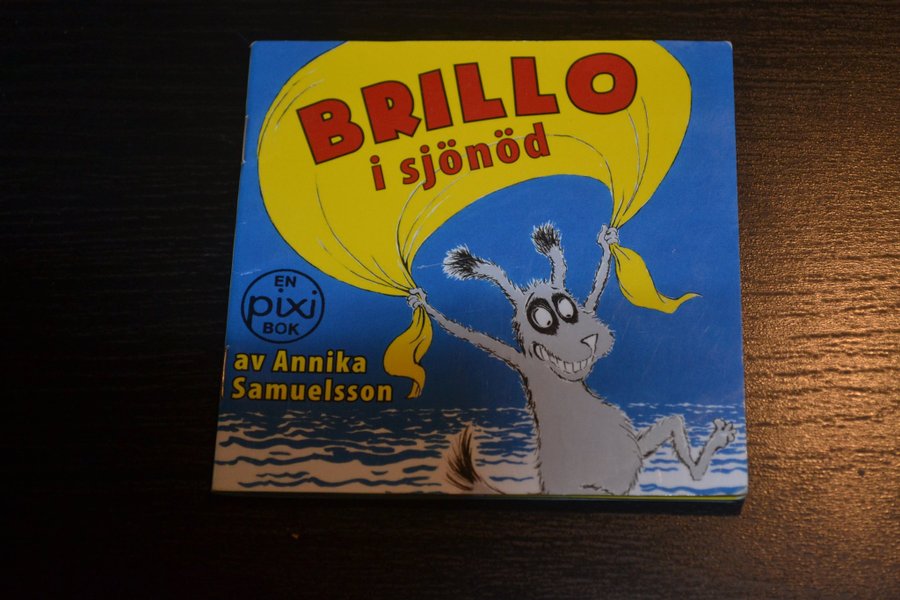 BRILLO
i sjönöd
EN
pixi
BOK
av Annika
Samuelsson